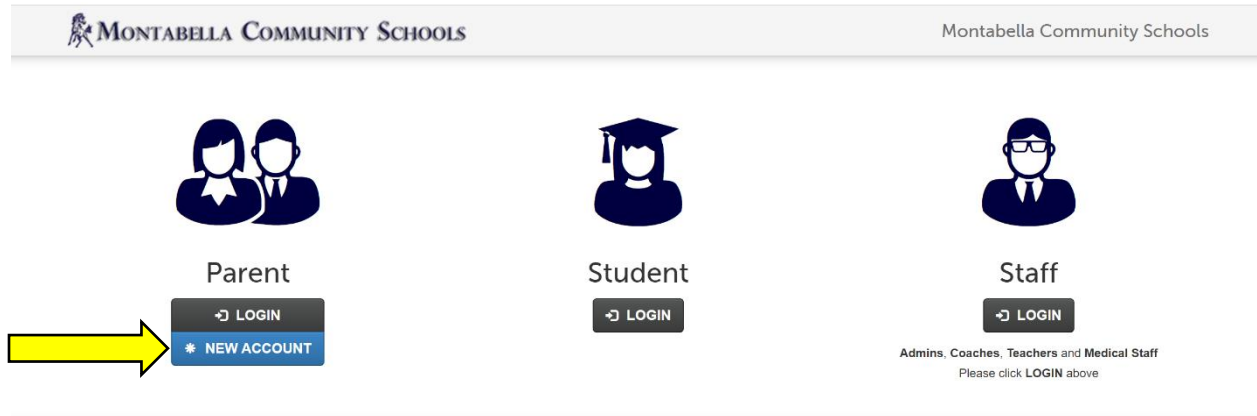 MONTABELLA COMMUNITY SCHOOLS
Montabella Community Schools
Parent
LOGIN
NEW ACCOUNT
Student
LOGIN
Staff
LOGIN
Admins, Coaches, Teachers and Medical Staff
Please click LOGIN above